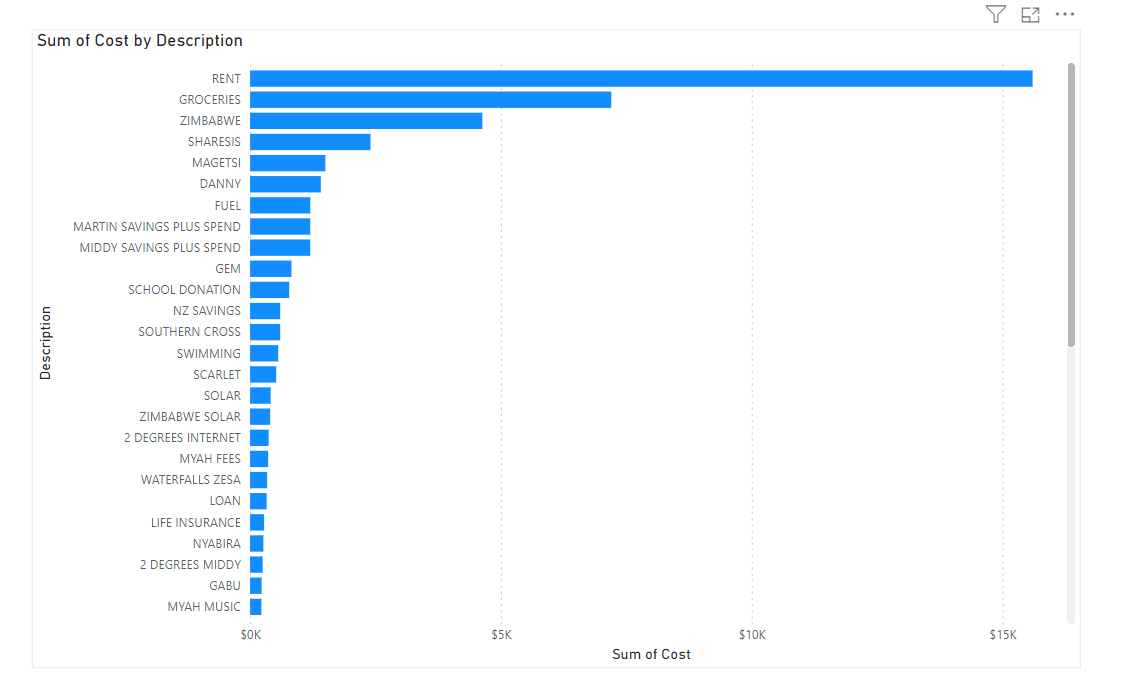 Sum of Cost by Description
RENT
GROCERIES
ZIMBABWE
SHARESIS
MAGETSI
DANNY
FUEL
MARTIN SAVINGS PLUS SPEND
MIDDY SAVINGS PLUS SPEND
GEM
SCHOOL DONATION
NZ SAVINGS
SOUTHERN CROSS
SWIMMING
SCARLET
SOLAR
ZIMBABWE SOLAR
2 DEGREES INTERNET
MYAH FEES
WATERFALLS ZESA
LOAN
LIFE INSURANCE
NYABIRA
2 DEGREES MIDDY
GABU
MYAH MUSIC
Description
$0K $5K $10K $15K
Sum of Cost